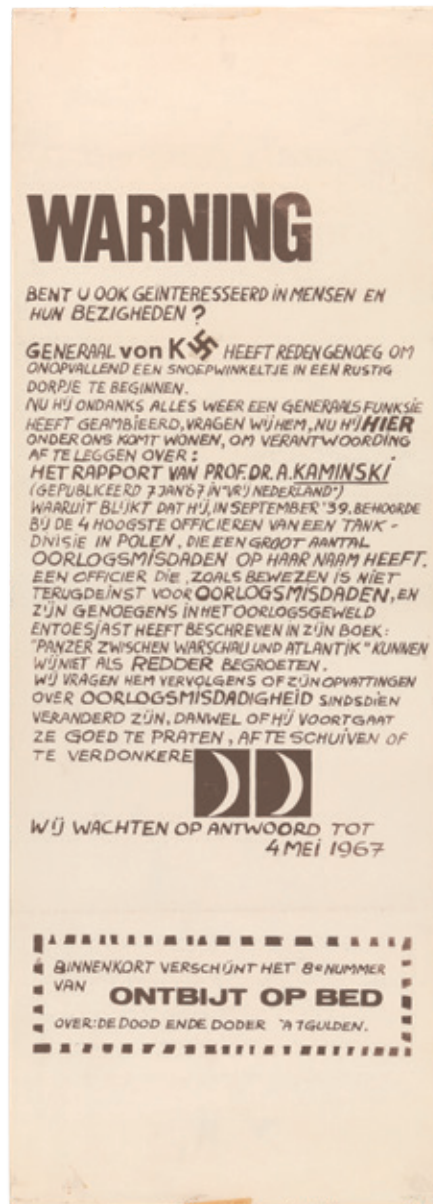 WARNING
BENT U OOK GEINTERESSEERD IN MENSEN EN
HUN BEZIGHEDEN ?
GENERAAL von K卐 HEEFT REDEN GENOEG OM
ONOPVALLEND EEN SNOEPWINKELTJE IN EEN RUSTIG
DORPJE TE BEGINNEN.
NU HIJ ONDANKS ALLES WEER EEN GENERAALSFUNKSIE
HEEFT GEAMBIEERD, VRAGEN WIJ HEM, NU HIJ HIER
ONDER ONS KOMT WONEN, OM VERANTWOORDING
AF TE LEGGEN OVER:
HET RAPPORT VAN PROF. DR. A. KAMINSKI
(GEPUBLICEERD 7 JAN '67 IN "VRIJ NEDERLAND")
WAARUIT BLIJKT DAT HIJ, IN SEPTEMBER '39, BEHOORDE
BIJ DE 4 HOOGSTE OFFICIEREN VAN EEN TANK-
DIVISIE IN POLEN, DIE EEN GROOT AANTAL
OORLOGSMISDADEN OP HAAR NAAM HEEFT.
EEN OFFICIER DIE, ZOALS BEWEZEN IS NIET
TERUGDEINST VOOR OORLOGSMISDADEN, EN
ZIJN GENOEGENS IN HET OORLOGSGEWELD
ENTOESJAST HEEFT BESCHREVEN IN ZIJN BOEK:
"PANZER ZWISCHEN WARSCHAU UND ATLANTIK" KUNNEN
WIJ NIET ALS REDDER BEGROETEN.
WIJ VRAGEN HEM VERVOLGENS OF ZIJN OPVATTINGEN
OVER OORLOGSMISDADIGHEID SINDSDIEN
VERANDERD ZIJN, DANWEL OF HIJ VOORTGAAT
ZE GOED TE PRATEN, AF TE SCHUIVEN OF
TE VERDONKERE
WIJ WACHTEN OP ANTWOORD TOT
4 MEI 1967
BINNENKORT VERSCHIJNT HET 8e NUMMER
VAN ONTBIJT OP BED
OVER: DE DOOD EN DE DODER 'A 1 GULDEN.